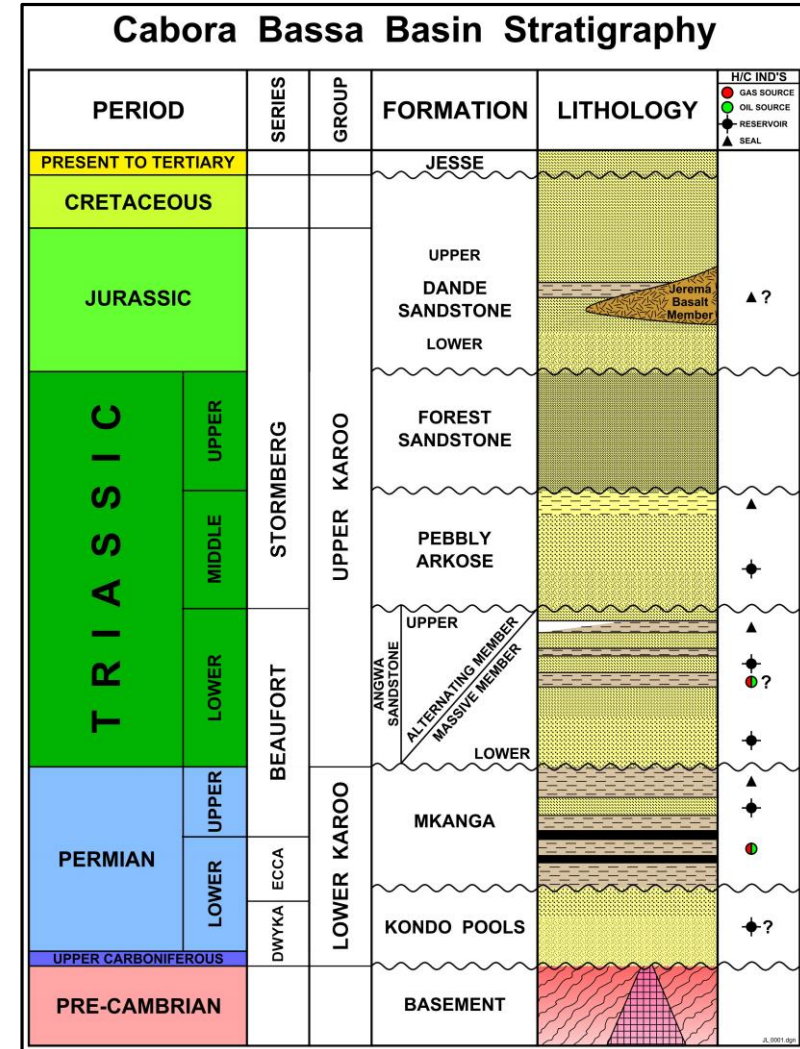 Cabora Bassa Basin Stratigraphy
PERIOD
SERIES
GROUP
FORMATION
LITHOLOGY
H/C IND'S
GAS SOURCE
OIL SOURCE
RESERVOIR
SEAL
PRESENT TO TERTIARY
JESSE
CRETACEOUS
JURASSIC
UPPER
DANDE
SANDSTONE
LOWER
Jerema
Basalt
Member
?
TRIASSIC
UPPER
MIDDLE
LOWER
STORMBERG
UPPER KAROO
FOREST
SANDSTONE
PEBBLY
ARKOSE
BEAUFORT
ANGWA
SANDSTONE
UPPER
ALTERNATING MEMBER
MASSIVE MEMBER
LOWER
?
PERMIAN
UPPER
LOWER
ECCA
DWYKA
LOWER KAROO
MKANGA
KONDO POOLS
?
UPPER CARBONIFEROUS
PRE-CAMBRIAN
BASEMENT
JL_0001.dgn